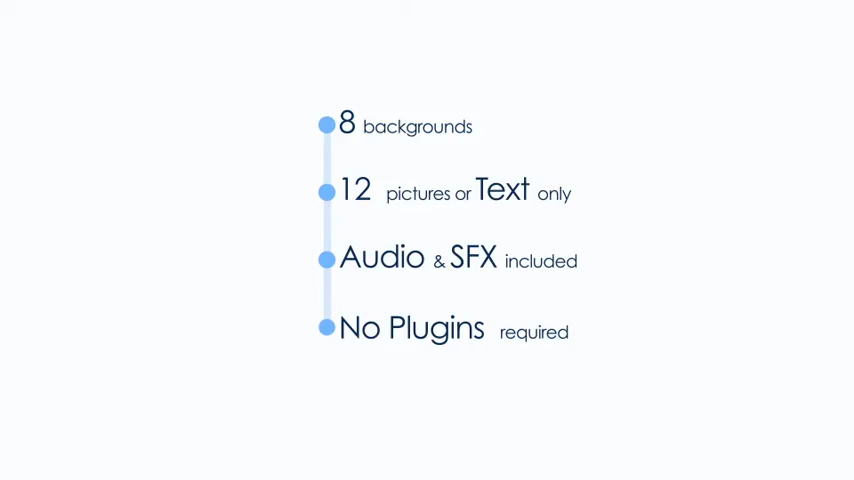 8 backgrounds
12 pictures or Text only
Audio & SFX included
No Plugins required